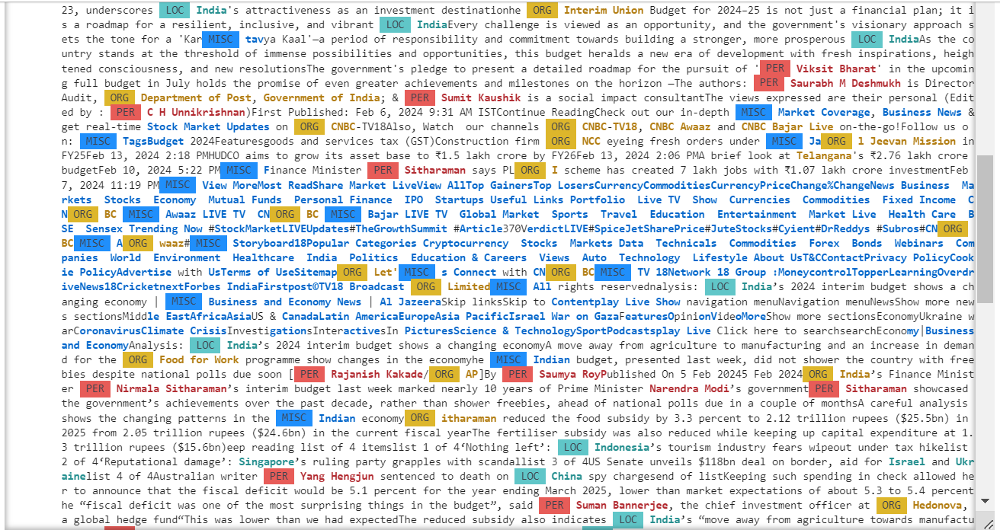 23, underscores LOC India's attractiveness as an investment destinationhe ORG Interim Union Budget for 2024–25 is not just a financial plan; it i
s a roadmap for a resilient, inclusive, and vibrant LOC IndiaEvery challenge is viewed as an opportunity, and the government's visionary approach s
ets the tone for a 'Kar MISC tavya Kaal'—a period of responsibility and commitment towards building a stronger, more prosperous LOC IndiaAs the co
untry stands at the threshold of immense possibilities and opportunities, this budget heralds a new era of development with fresh inspirations, heigh
tened consciousness, and new resolutionsThe government's pledge to present a detailed roadmap for the pursuit of ' PER Viksit Bharat' in the upcomin
g full budget in July holds the promise of even greater achievements and milestones on the horizon —The authors: PER Saurabh M Deshmukh is Director
Audit, ORG Department of Post, Government of India; & PER Sumit Kaushik is a social impact consultantThe views expressed are their personal (Edit
ed by : PER C H Unnikrishnan)First Published: Feb 6, 2024 9:31 AM ISTContinue ReadingCheck out our in-depth MISC Market Coverage, Business News &
get real-time Stock Market Updates on ORG CNBC-TV18Also, Watch our channels ORG CNBC-TV18, CNBC Awaaz and CNBC Bajar Live on-the-go!Follow us o
n: MISC TagsBudget 2024Featuresgoods and services tax (GST)Construction firm ORG NCC eyeing fresh orders under MISC Ja ORG l Jeevan Mission in
FY25Feb 13, 2024 2:18 PMHUDCO aims to grow its asset base to ₹1.5 lakh crore by FY26Feb 13, 2024 2:06 PMA brief look at Telangana's ₹2.76 lakh crore
budgetFeb 10, 2024 5:22 PM MISC Finance Minister PER Sitharaman says PL ORG I scheme has created 7 lakh jobs with ₹1.07 lakh crore investmentFeb
7, 2024 11:19 PM MISC View MoreMost ReadShare Market LiveView AllTop GainersTop LosersCurrencyCommoditiesCurrencyPriceChange%ChangeNews Business Ma
rkets Stocks Economy Mutual Funds Personal Finance IPO Startups Useful Links Portfolio Live TV Show Currencies Commodities Fixed Income C
N ORG BC MISC Awaaz LIVE TV CN ORG BC MISC Bajar LIVE TV Global Market Sports Travel Education Entertainment Market Live Health Care B
SE Sensex Trending Now #StockMarketLIVEUpdates#TheGrowthSummit #Article370VerdictLIVE#SpiceJetSharePrice#JuteStocks#Cyient#DrReddys #Subros#CN ORG
BC MISC A ORG waaz# MISC Storyboard18Popular Categories Cryptocurrency Stocks Markets Data Technicals Commodities Forex Bonds Webinars Com
panies World Environment Healthcare India Politics Education & Careers Views Auto Technology Lifestyle About UsT&CContactPrivacy PolicyCook
ie PolicyAdvertise with UsTerms of UseSitemap ORG Let' MISC s Connect with CN ORG BC MISC TV 18Network 18 Group :MoneycontrolTopperLearningOverdr
iveNews18CricketnextForbes IndiaFirstpost©TV18 Broadcast ORG Limited MISC All rights reservednalysis: LOC India’s 2024 interim budget shows a ch
anging economy | MISC Business and Economy News | Al JazeeraSkip linksSkip to Contentplay Live Show navigation menuNavigation menuNewsShow more new
s sectionsMiddle EastAfricaAsiaUS & CanadaLatin AmericaEuropeAsia PacificIsrael War on GazaFeaturesOpinionVideoMoreShow more sectionsEconomyUkraine w
arCoronavirusClimate CrisisInvestigationsInteractivesIn PicturesScience & TechnologySportPodcastsplay Live Click here to searchsearchEconomy|Business
and EconomyAnalysis: LOC India’s 2024 interim budget shows a changing economyA move away from agriculture to manufacturing and an increase in deman
d for the ORG Food for Work programme show changes in the economyhe MISC Indian budget, presented last week, did not shower the country with free
bies despite national polls due soon [ PER Rajanish Kakade/ ORG AP]By PER Saumya RoyPublished On 5 Feb 20245 Feb 2024 ORG India’s Finance Minist
er PER Nirmala Sitharaman’s interim budget last week marked nearly 10 years of Prime Minister Narendra Modi’s government PER Sitharaman showcased
the government’s achievements over the past decade, rather than shower freebies, ahead of national polls due in a couple of monthsA careful analysis
shows the changing patterns in the MISC Indian economy ORG itharaman reduced the food subsidy by 3.3 percent to 2.12 trillion rupees ($25.5bn) in
2025 from 2.05 trillion rupees ($24.6bn) in the current fiscal yearThe fertiliser subsidy was also reduced while keeping up capital expenditure at 1.
3 trillion rupees ($15.6bn)eep reading list of 4 itemslist 1 of 4‘Nothing left’: LOC Indonesia’s tourism industry fears wipeout under tax hikelist
2 of 4‘Reputational damage’: Singapore’s ruling party grapples with scandallist 3 of 4US Senate unveils $118bn deal on border, aid for Israel and Ukr
ainelist 4 of 4Australian writer PER Yang Hengjun sentenced to death on LOC China spy chargesend of listKeeping such spending in check allowed he
r to announce that the fiscal deficit would be 5.1 percent for the year ending March 2025, lower than market expectations of about 5.3 to 5.4 percent
he “fiscal deficit was one of the most surprising things in the budget”, said PER Suman Bannerjee, the chief investment officer at ORG Hedonova,
a global hedge fund“This was lower than we had expectedThe reduced subsidy also indicates LOC India’s “move away from agriculture towards manufactu